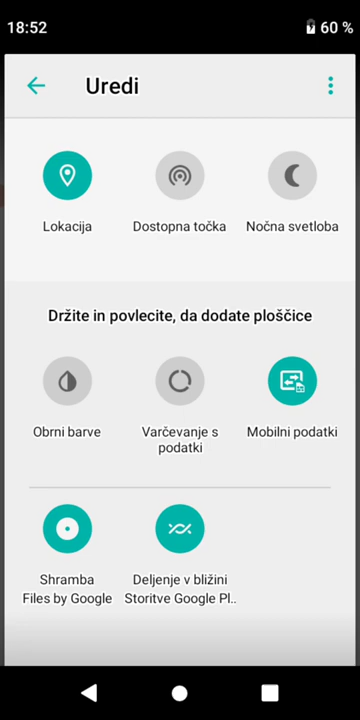 18:52
60 %
Uredi
Lokacija
Dostopna točka
Nočna svetloba
Držite in povlecite, da dodate ploščice
Obrni barve
Varčevanje s
podatki
Mobilni podatki
Shramba
Files by Google
Deljenje v bližini
Storitve Google Pl..